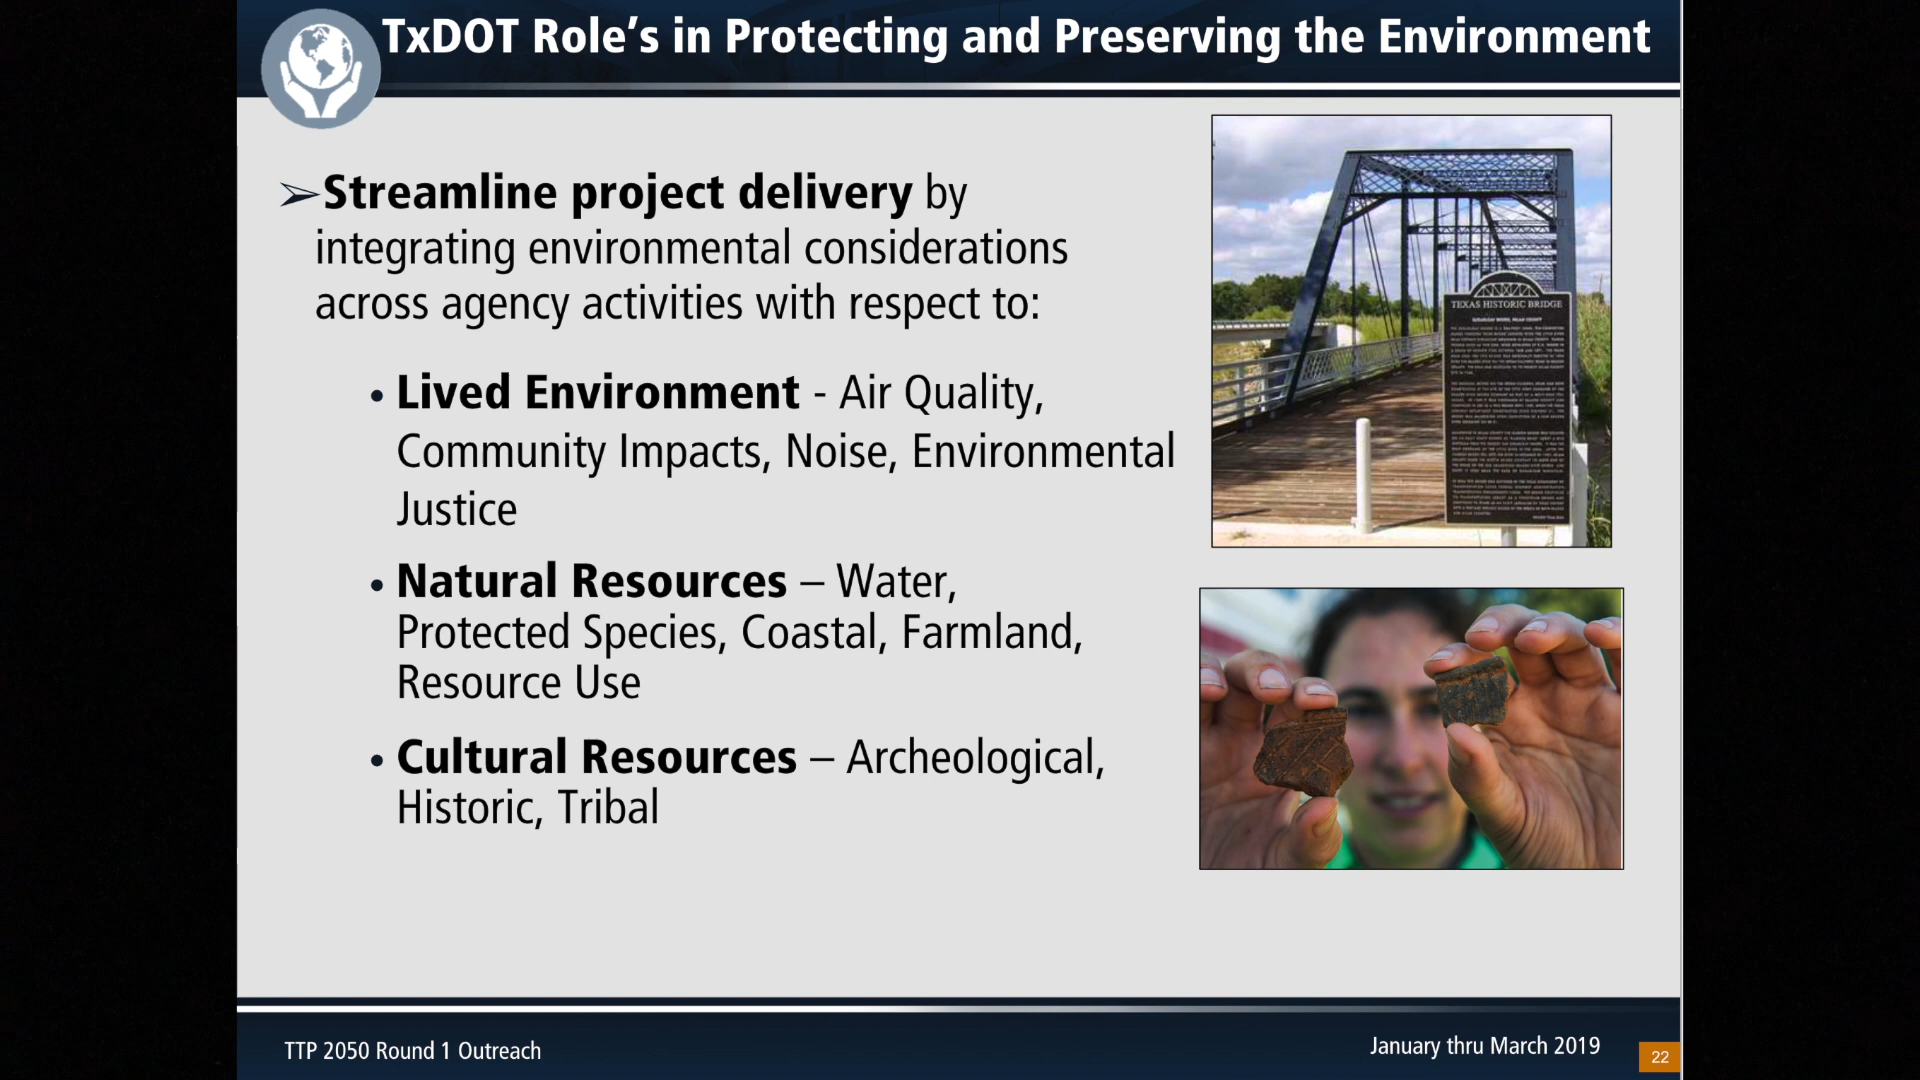 TxDOT Role’s in Protecting and Preserving the Environment
➢Streamline project delivery by
integrating environmental considerations
across agency activities with respect to:
• Lived Environment - Air Quality,
Community Impacts, Noise, Environmental
Justice
• Natural Resources – Water,
Protected Species, Coastal, Farmland,
Resource Use
• Cultural Resources – Archeological,
Historic, Tribal
TEXAS HISTORIC BRIDGE
TTP 2050 Round 1 Outreach
January thru March 2019
22